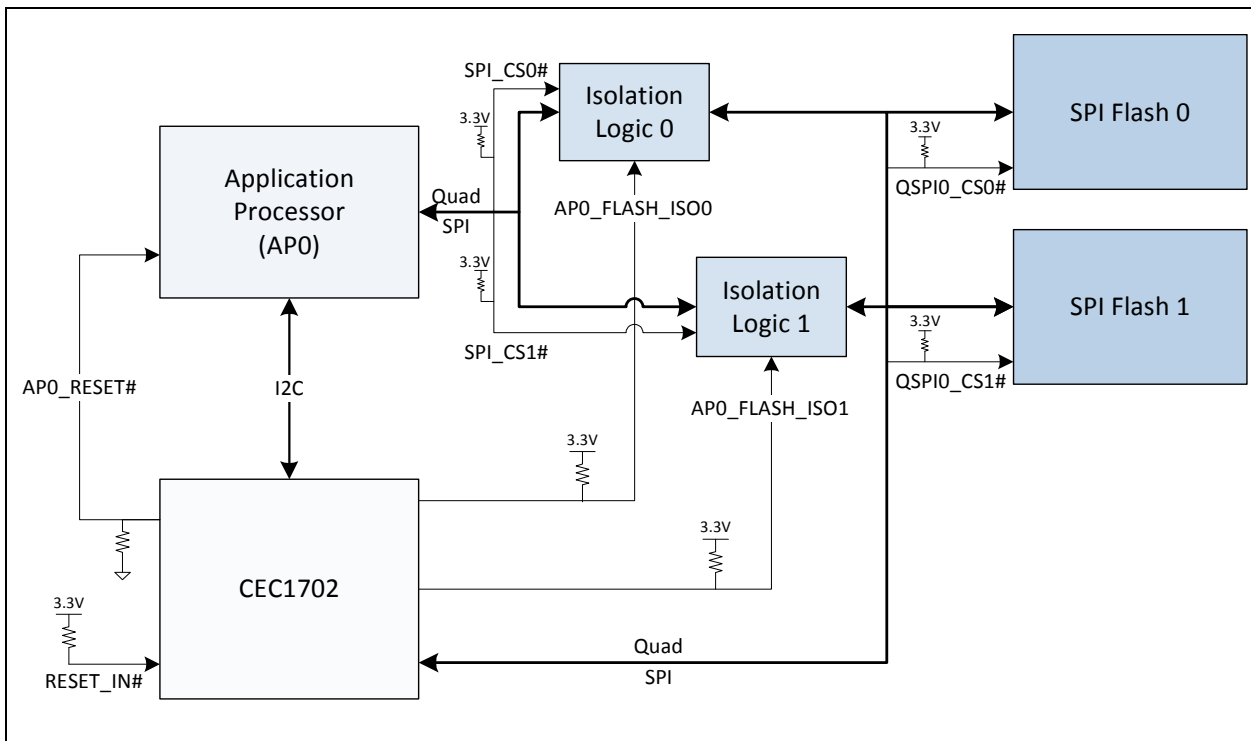 SPI_CS0#
Isolation
Logic 0
3.3V
SPI Flash 0
3.3V
QSPI0_CS0#
Application
Processor
(AP0)
Quad
SPI
AP0_FLASH_ISO0
3.3V
Isolation
Logic 1
SPI Flash 1
3.3V
SPI_CS1#
QSPI0_CS1#
AP0_RESET#
I2C
AP0_FLASH_ISO1
3.3V
3.3V
CEC1702
3.3V
RESET_IN#
Quad
SPI